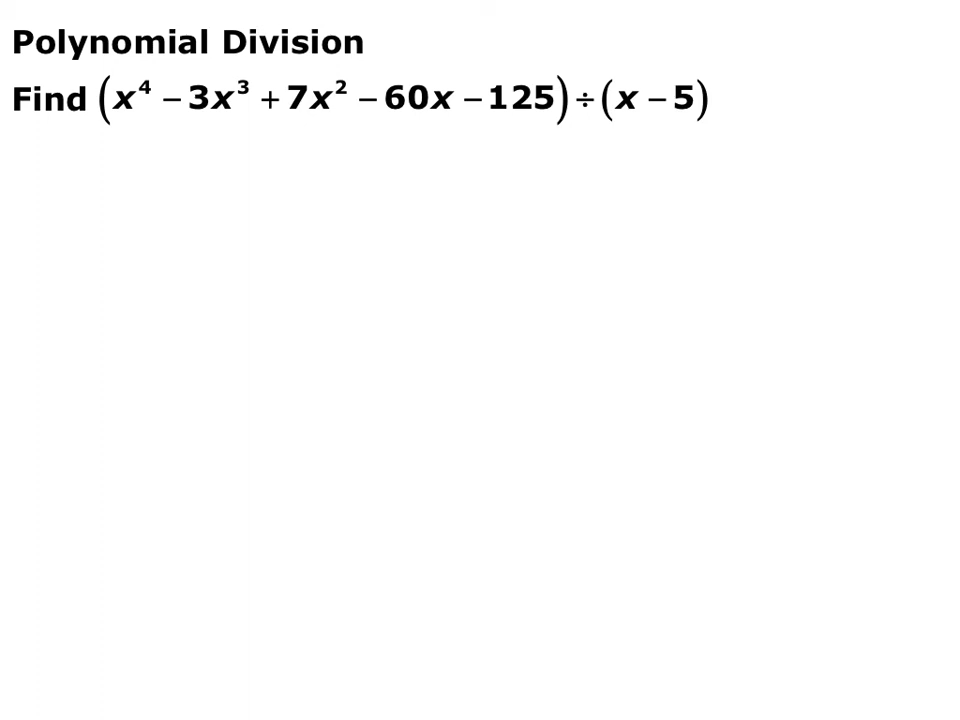 Polynomial Division
Find (x⁴ − 3x³ + 7x² − 60x − 125) ÷ (x − 5)